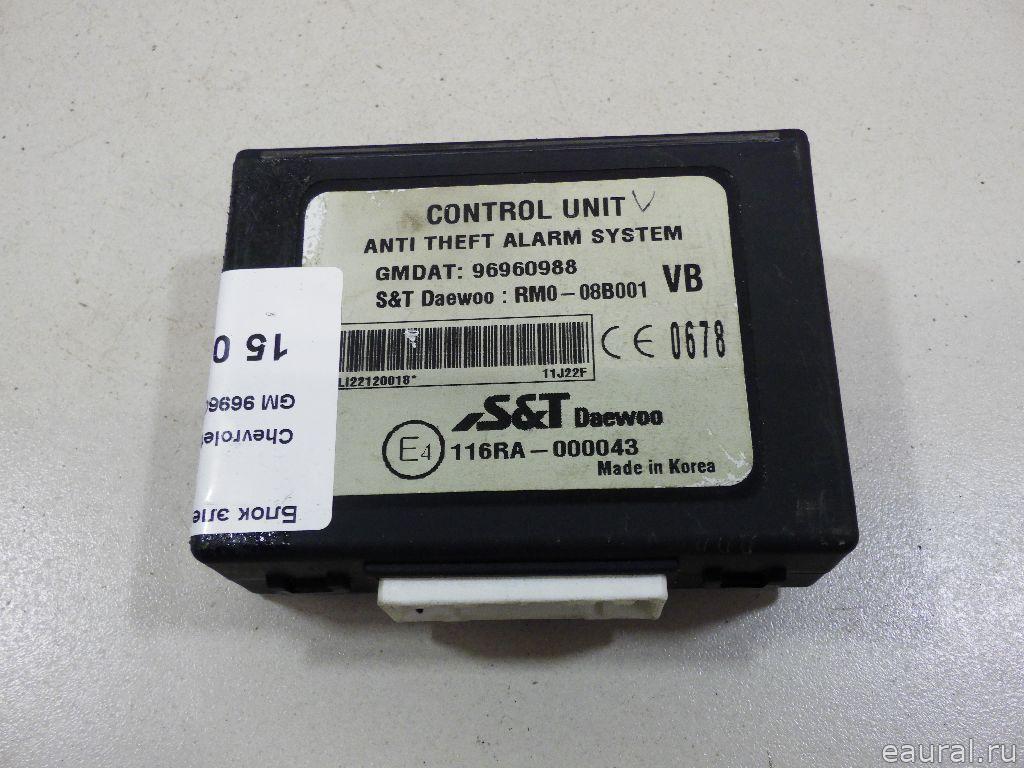 CONTROL UNIT V
ANTI THEFT ALARM SYSTEM
GMDAT: 96960988
S&T Daewoo : RM0-08B001 VB
LI22120018* 11J22F
CE 0678
S&T Daewoo
E4 116RA-000043
Made in Korea
Блок эле
Chevrole
GM 9696
15 0
eaural.ru